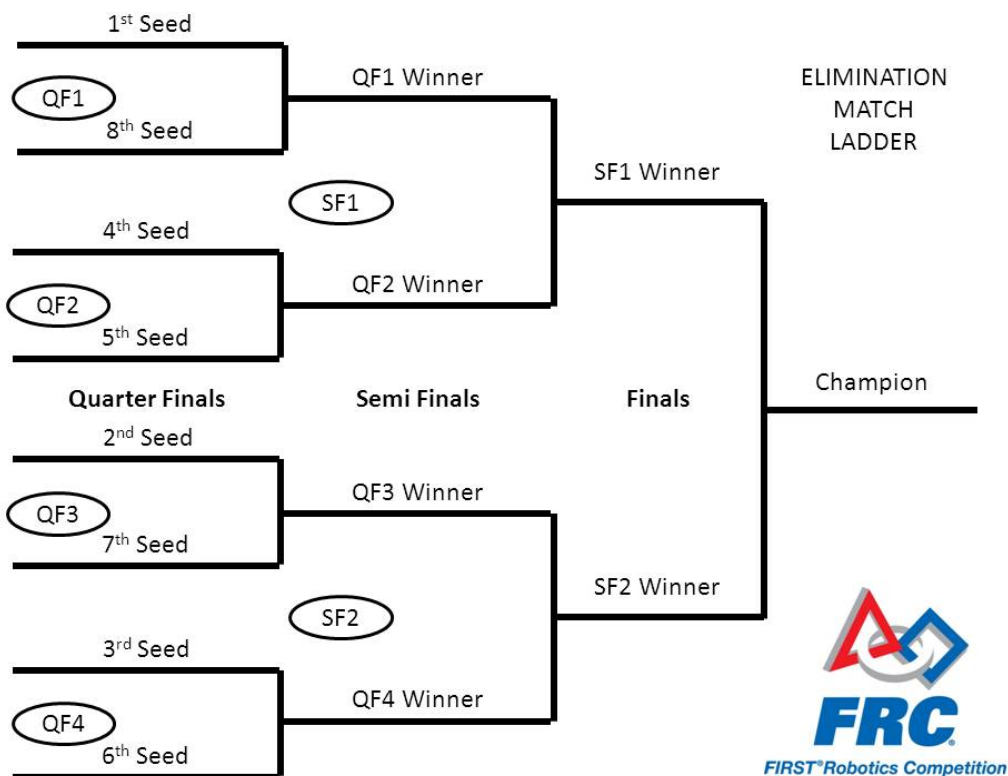 1st Seed
QF1
8th Seed
QF1 Winner
ELIMINATION
MATCH
LADDER
SF1
SF1 Winner
4th Seed
QF2
5th Seed
QF2 Winner
Quarter Finals
Semi Finals
Finals
Champion
2nd Seed
QF3
7th Seed
QF3 Winner
SF2
SF2 Winner
3rd Seed
QF4
6th Seed
QF4 Winner
FRC
FIRST® Robotics Competition